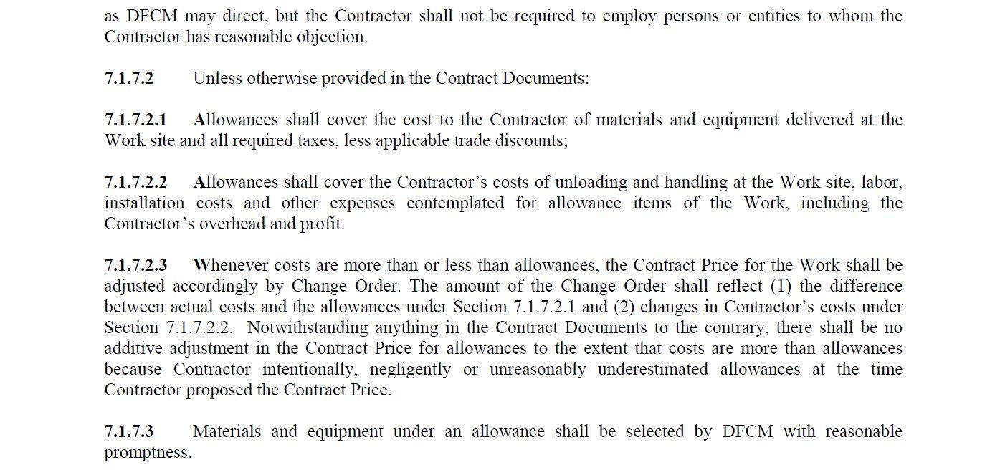 as DFCM may direct, but the Contractor shall not be required to employ persons or entities to whom the
Contractor has reasonable objection.
7.1.7.2 Unless otherwise provided in the Contract Documents:
7.1.7.2.1 Allowances shall cover the cost to the Contractor of materials and equipment delivered at the
Work site and all required taxes, less applicable trade discounts;
7.1.7.2.2 Allowances shall cover the Contractor’s costs of unloading and handling at the Work site, labor,
installation costs and other expenses contemplated for allowance items of the Work, including the
Contractor’s overhead and profit.
7.1.7.2.3 Whenever costs are more than or less than allowances, the Contract Price for the Work shall be
adjusted accordingly by Change Order. The amount of the Change Order shall reflect (1) the difference
between actual costs and the allowances under Section 7.1.7.2.1 and (2) changes in Contractor’s costs under
Section 7.1.7.2.2. Notwithstanding anything in the Contract Documents to the contrary, there shall be no
additive adjustment in the Contract Price for allowances to the extent that costs are more than allowances
because Contractor intentionally, negligently or unreasonably underestimated allowances at the time
Contractor proposed the Contract Price.
7.1.7.3 Materials and equipment under an allowance shall be selected by DFCM with reasonable
promptness.